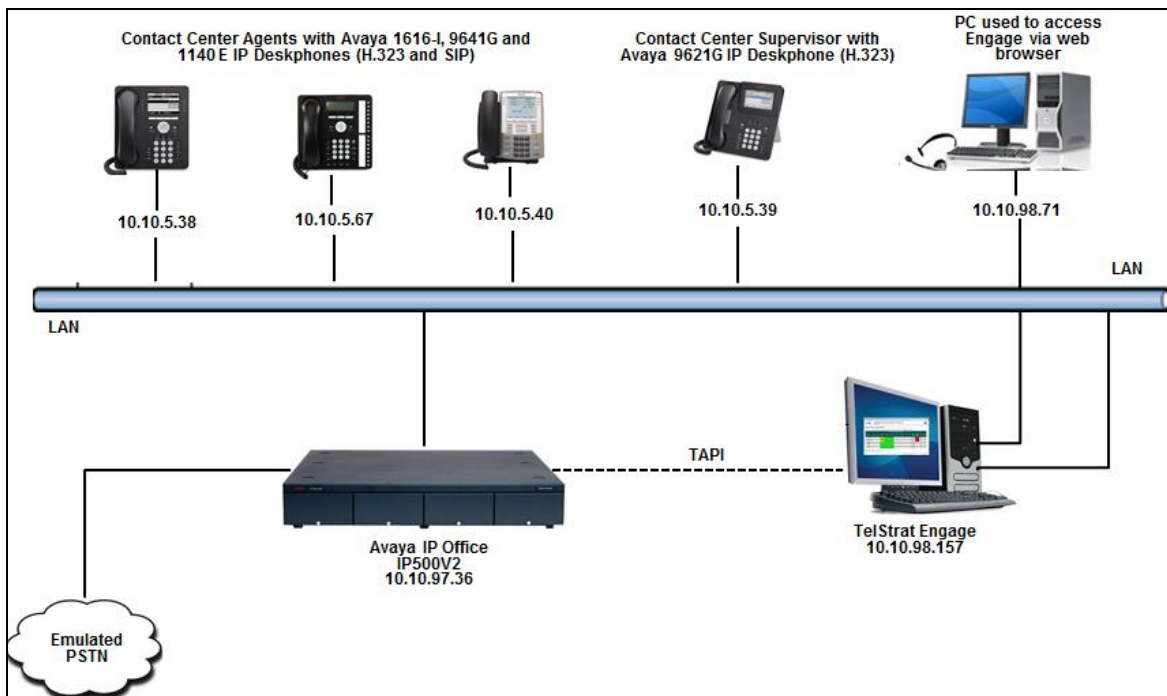 Contact Center Agents with Avaya 1616-I, 9641G and
1140 E IP Deskphones (H.323 and SIP)
Contact Center Supervisor with
Avaya 9621G IP Deskphone (H.323)
PC used to access
Engage via web
browser
10.10.5.38
10.10.5.67
10.10.5.40
10.10.5.39
10.10.98.71
LAN
LAN
TAPI
Avaya IP Office
IP500V2
10.10.97.36
TelStrat Engage
10.10.98.157
Emulated
PSTN